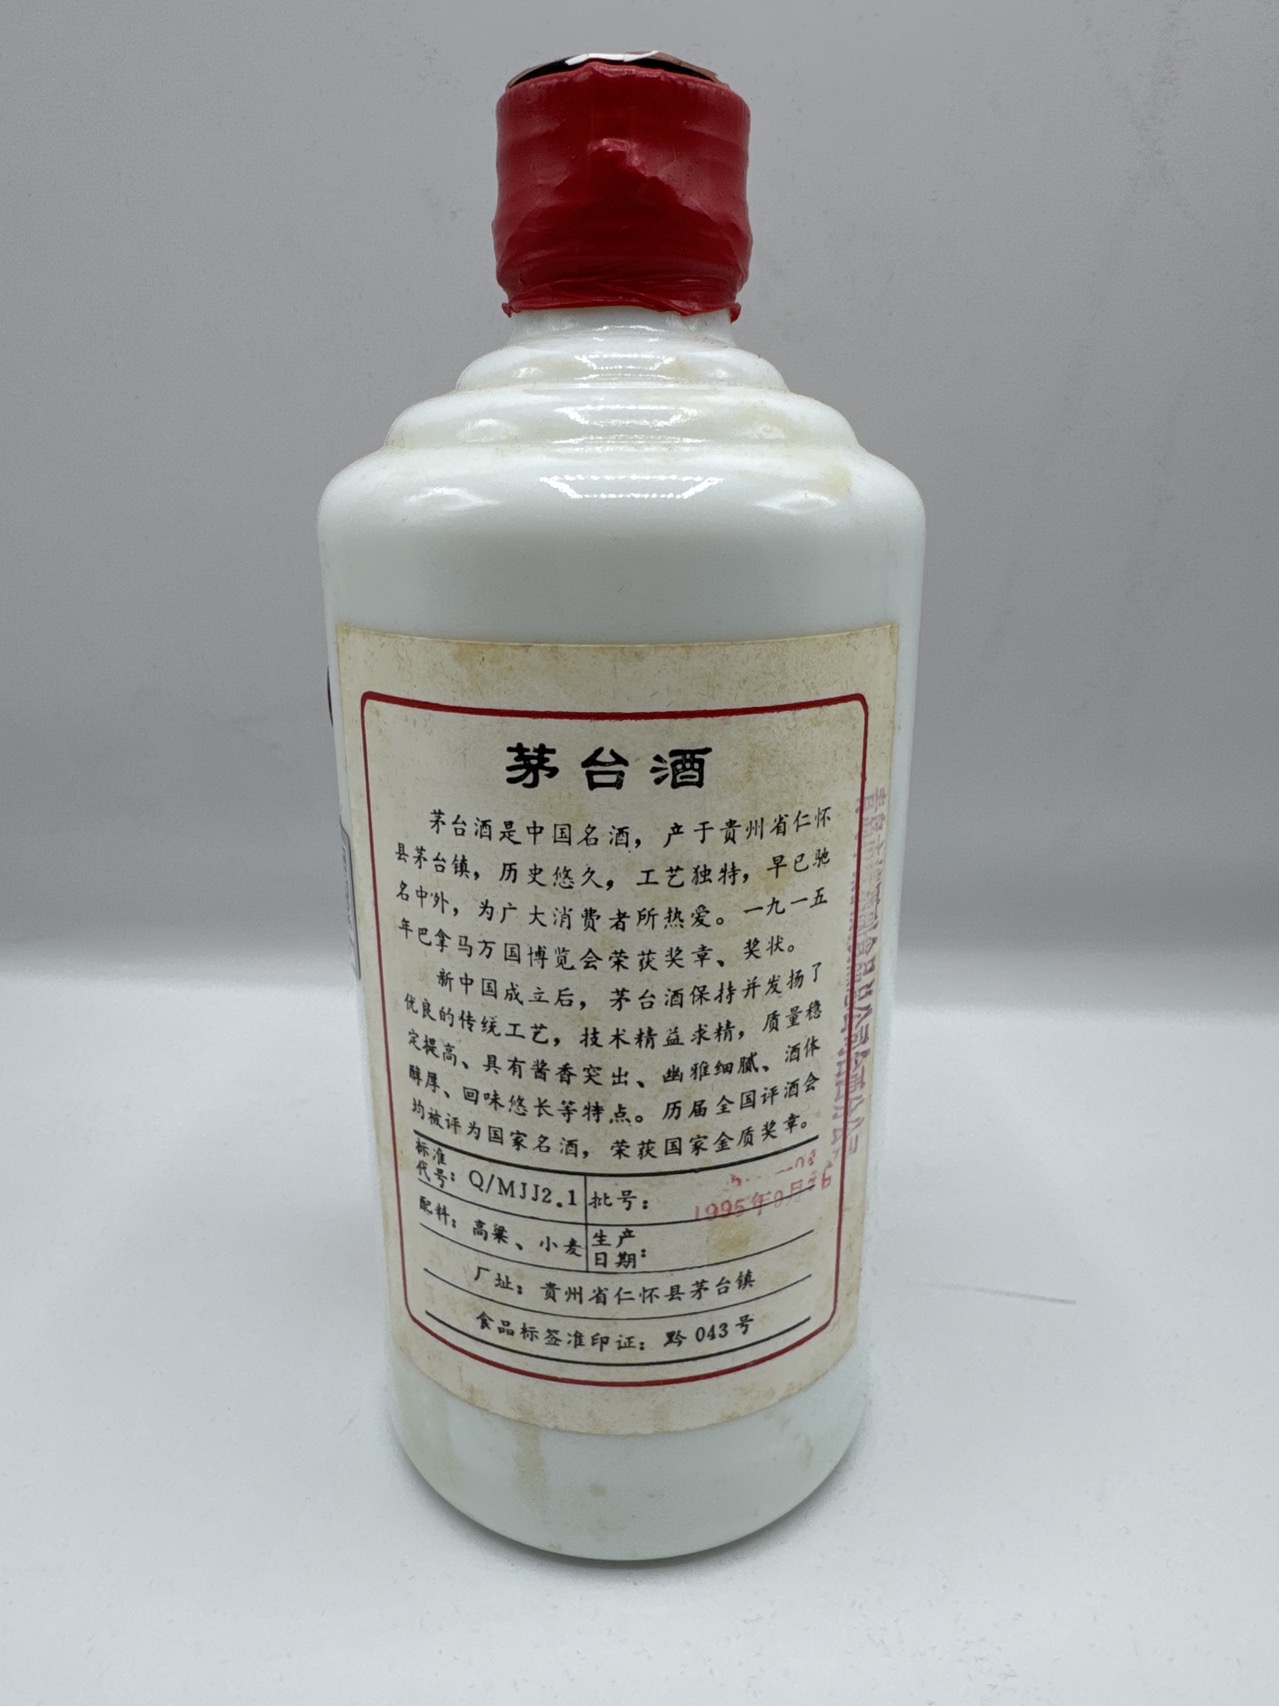 茅台酒
茅台酒是中国名酒，产于贵州省仁怀
县茅台镇，历史悠久，工艺独特，早已驰
名中外，为广大消费者所热爱。一九一五
年巴拿马万国博览会荣获奖章、奖状。
新中国成立后，茅台酒保持并发扬了
优良的传统工艺，技术精益求精，质量稳
定提高、具有酱香突出、幽雅细腻、酒体
醇厚、回味悠长等特点。历届全国评酒会
均被评为国家名酒，荣获国家金质奖章。
标准代号：Q/MJJ2.1
批号：
1995年
配料：高粱、小麦
生产日期：
厂址：贵州省仁怀县茅台镇
食品标签准印证：黔 043 号